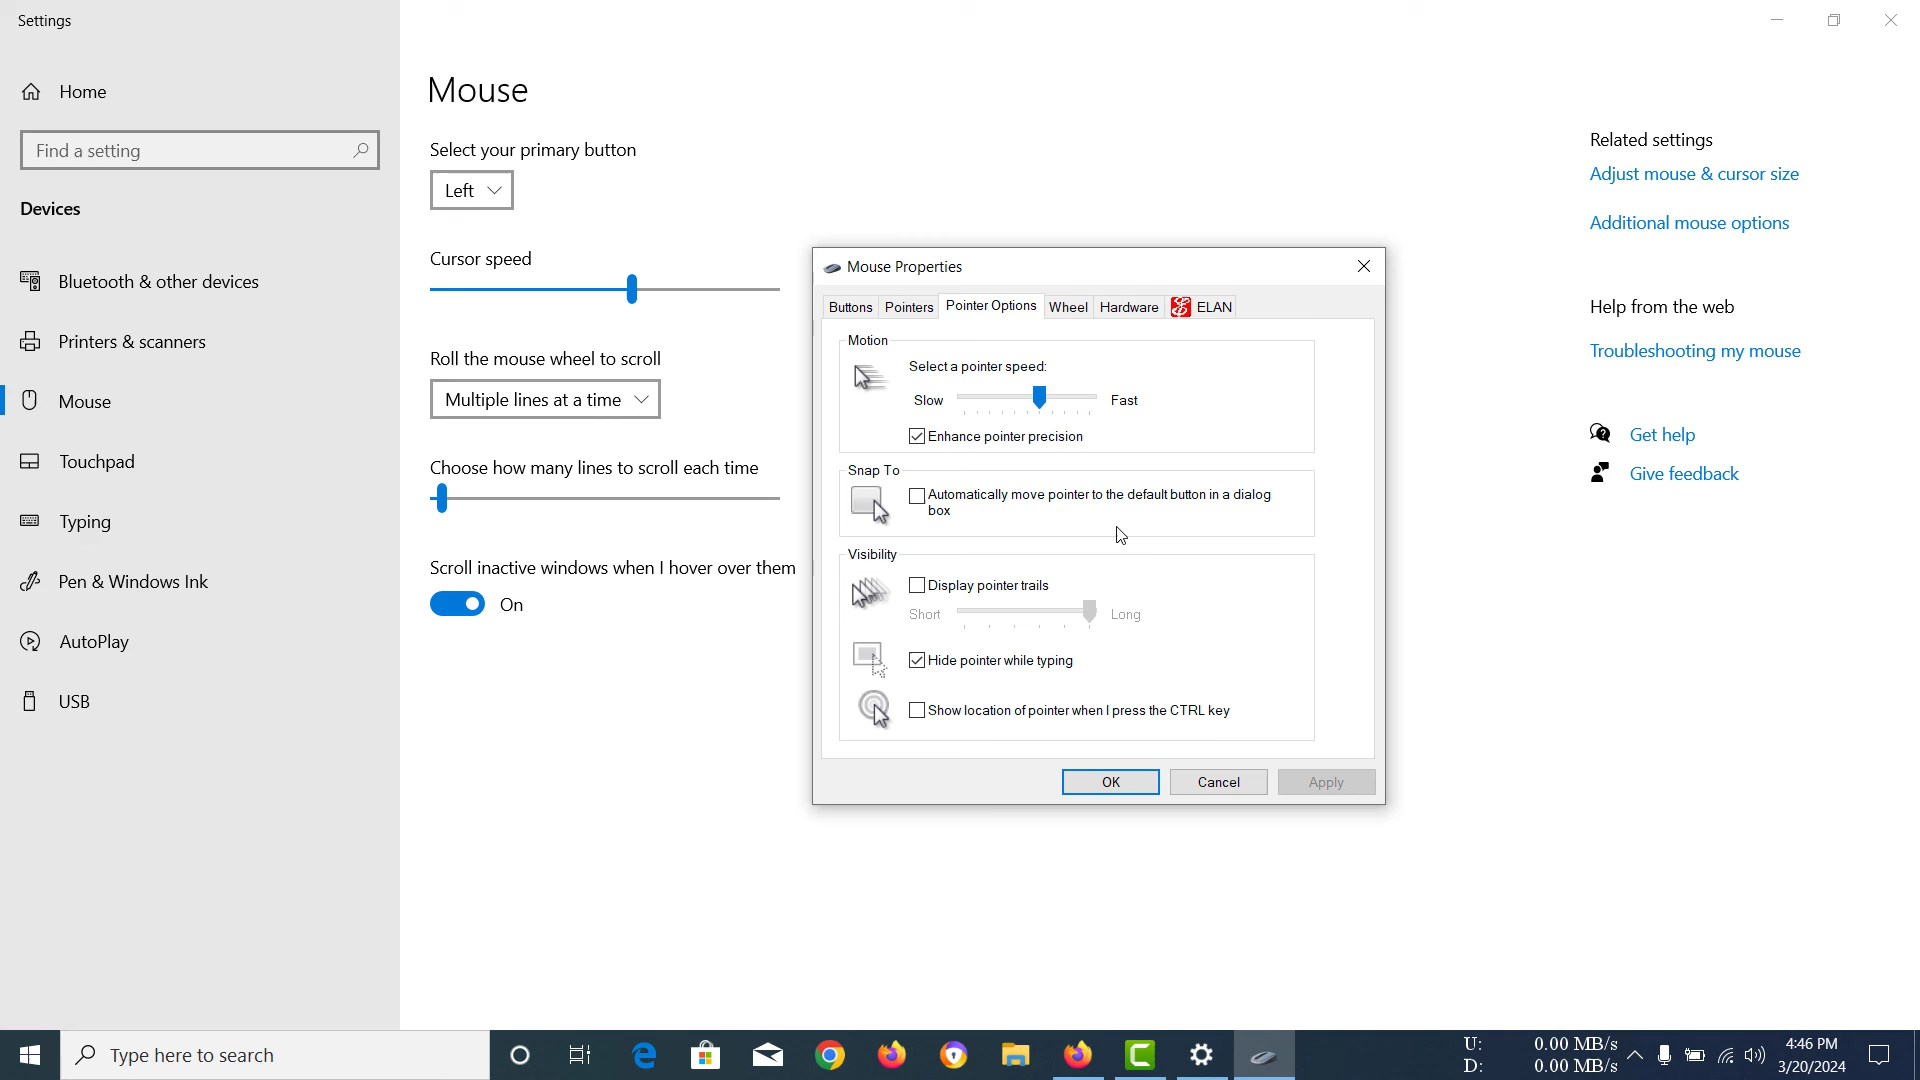 Settings
Home
Find a setting
Devices
Bluetooth & other devices
Printers & scanners
Mouse
Touchpad
Typing
Pen & Windows Ink
AutoPlay
USB
Mouse
Select your primary button
Left
Cursor speed
Roll the mouse wheel to scroll
Multiple lines at a time
Choose how many lines to scroll each time
Scroll inactive windows when I hover over them
On
Mouse Properties
Buttons Pointers Pointer Options Wheel Hardware ELAN
Motion
Select a pointer speed:
Slow Fast
Enhance pointer precision
Snap To
Automatically move pointer to the default button in a dialog
box
Visibility
Display pointer trails
Short Long
Hide pointer while typing
Show location of pointer when I press the CTRL key
OK Cancel Apply
Related settings
Adjust mouse & cursor size
Additional mouse options
Help from the web
Troubleshooting my mouse
Get help
Give feedback
Type here to search
U: 0.00 MB/s
D: 0.00 MB/s
4:46 PM
3/20/2024